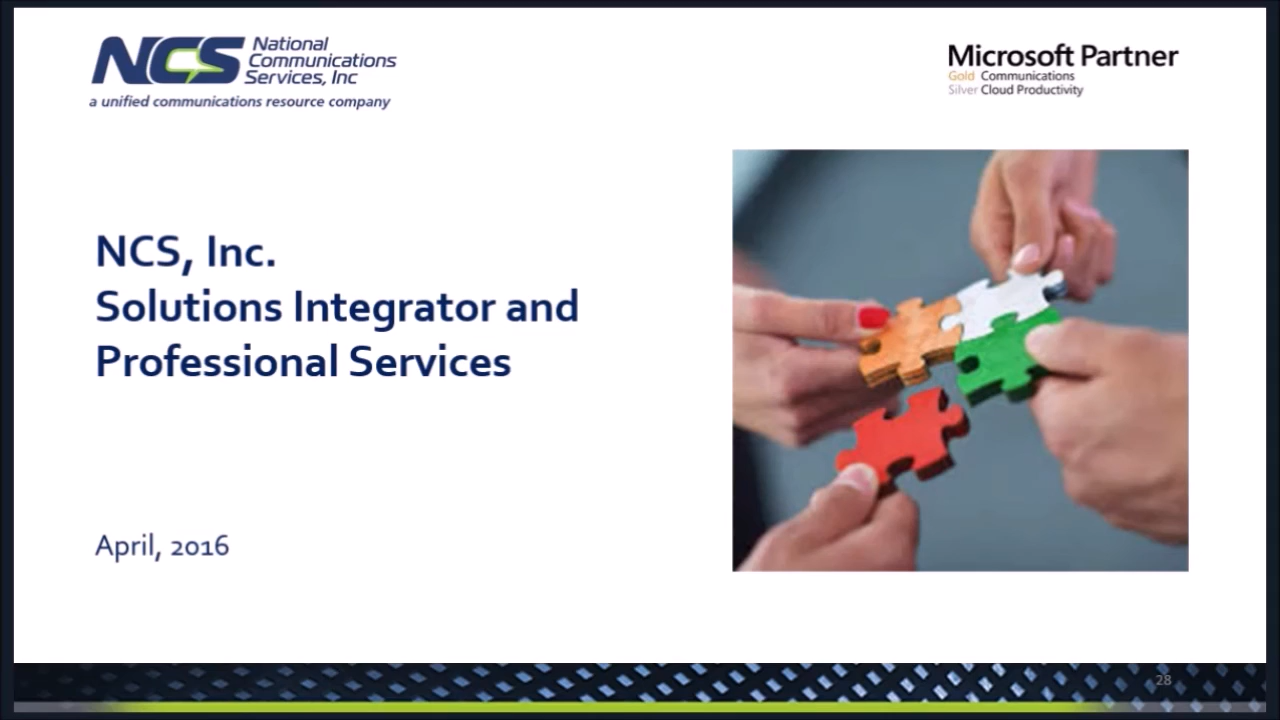 NCS National
Communications
Services, Inc
a unified communications resource company
Microsoft Partner
Gold Communications
Silver Cloud Productivity
NCS, Inc.
Solutions Integrator and
Professional Services
April, 2016
28